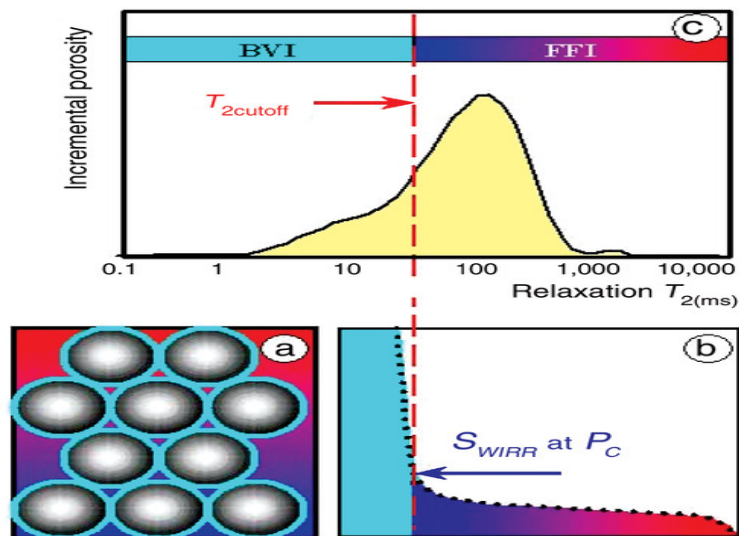 c
BVI
FFI
T2cutoff
Incremental porosity
0.1 1 10 100 1,000 10,000
Relaxation T2(ms)
a
b
SWIRR at PC